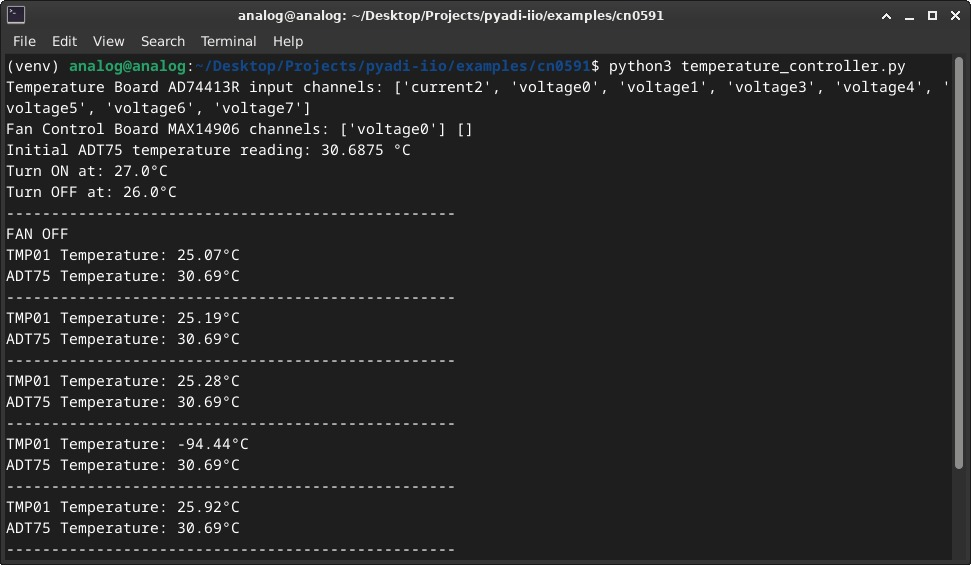 analog@analog: ~/Desktop/Projects/pyadi-iio/examples/cn0591
File Edit View Search Terminal Help
(venv) analog@analog:~/Desktop/Projects/pyadi-iio/examples/cn0591$ python3 temperature_controller.py
Temperature Board AD74413R input channels: ['current2', 'voltage0', 'voltage1', 'voltage3', 'voltage4', '
voltage5', 'voltage6', 'voltage7']
Fan Control Board MAX14906 channels: ['voltage0'] []
Initial ADT75 temperature reading: 30.6875 °C
Turn ON at: 27.0°C
Turn OFF at: 26.0°C
--------------------------------------------------
FAN OFF
TMP01 Temperature: 25.07°C
ADT75 Temperature: 30.69°C
--------------------------------------------------
TMP01 Temperature: 25.19°C
ADT75 Temperature: 30.69°C
--------------------------------------------------
TMP01 Temperature: 25.28°C
ADT75 Temperature: 30.69°C
--------------------------------------------------
TMP01 Temperature: -94.44°C
ADT75 Temperature: 30.69°C
--------------------------------------------------
TMP01 Temperature: 25.92°C
ADT75 Temperature: 30.69°C
--------------------------------------------------